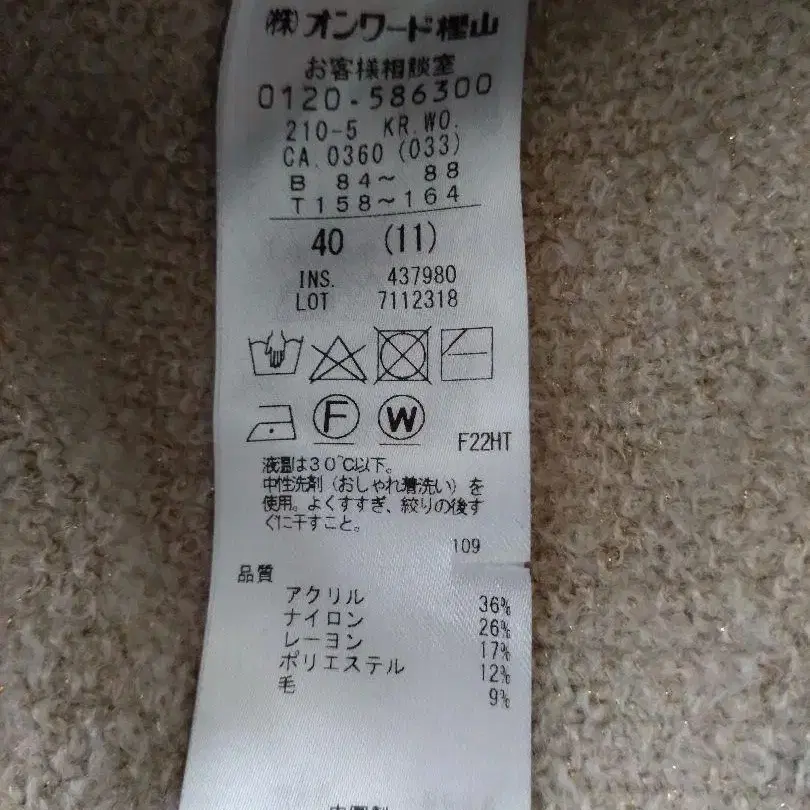 ㈱オンワード樫山
お客様相談室
0120-586300
210-5 KR.WO.
CA.0360 (033)
B 84〜 88
T158〜164
40 (11)
INS. 437980
LOT 7112318
F W
F22HT
液温は30℃以下。
中性洗剤（おしゃれ着洗い）を
使用。よくすすぎ、絞りの後す
ぐに干すこと。
109
品質
アクリル 36%
ナイロン 26%
レーヨン 17%
ポリエステル 12%
毛 9%